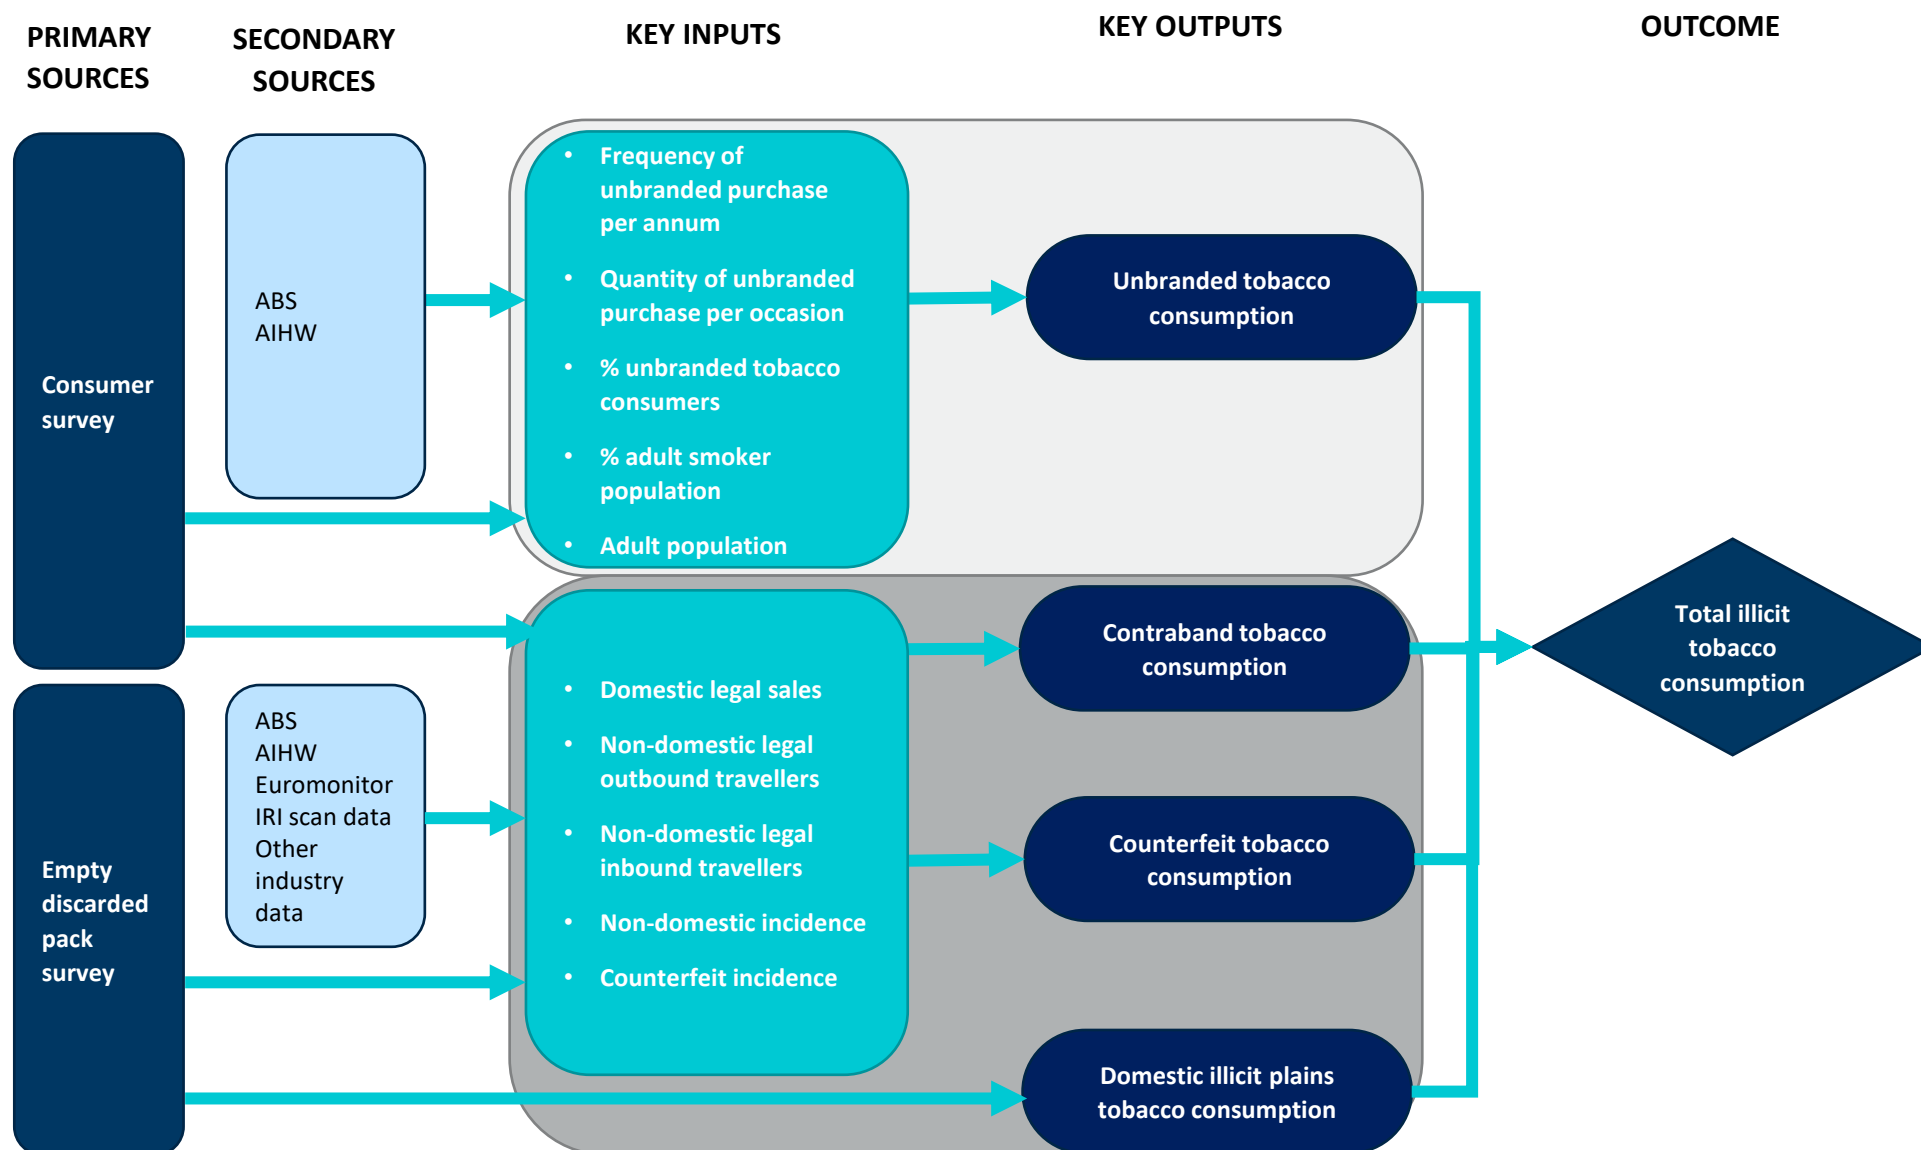 PRIMARY
SOURCES
SECONDARY
SOURCES
KEY INPUTS
KEY OUTPUTS
OUTCOME
Consumer
survey
ABS
AIHW
• Frequency of
unbranded purchase
per annum
• Quantity of unbranded
purchase per occasion
• % unbranded tobacco
consumers
• % adult smoker
population
• Adult population
Unbranded tobacco
consumption
Empty
discarded
pack
survey
ABS
AIHW
Euromonitor
IRI scan data
Other
industry
data
• Domestic legal sales
• Non-domestic legal
outbound travellers
• Non-domestic legal
inbound travellers
• Non-domestic incidence
• Counterfeit incidence
Contraband tobacco
consumption
Counterfeit tobacco
consumption
Domestic illicit plains
tobacco consumption
Total illicit
tobacco
consumption